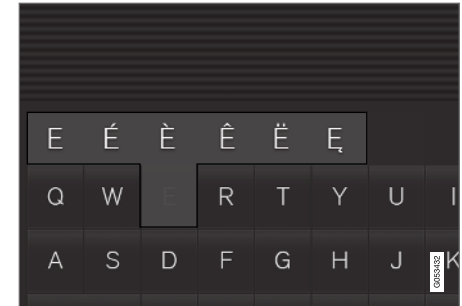 E É È Ê Ë Ę
Q W E R T Y U I
A S D F G H J K
G053432